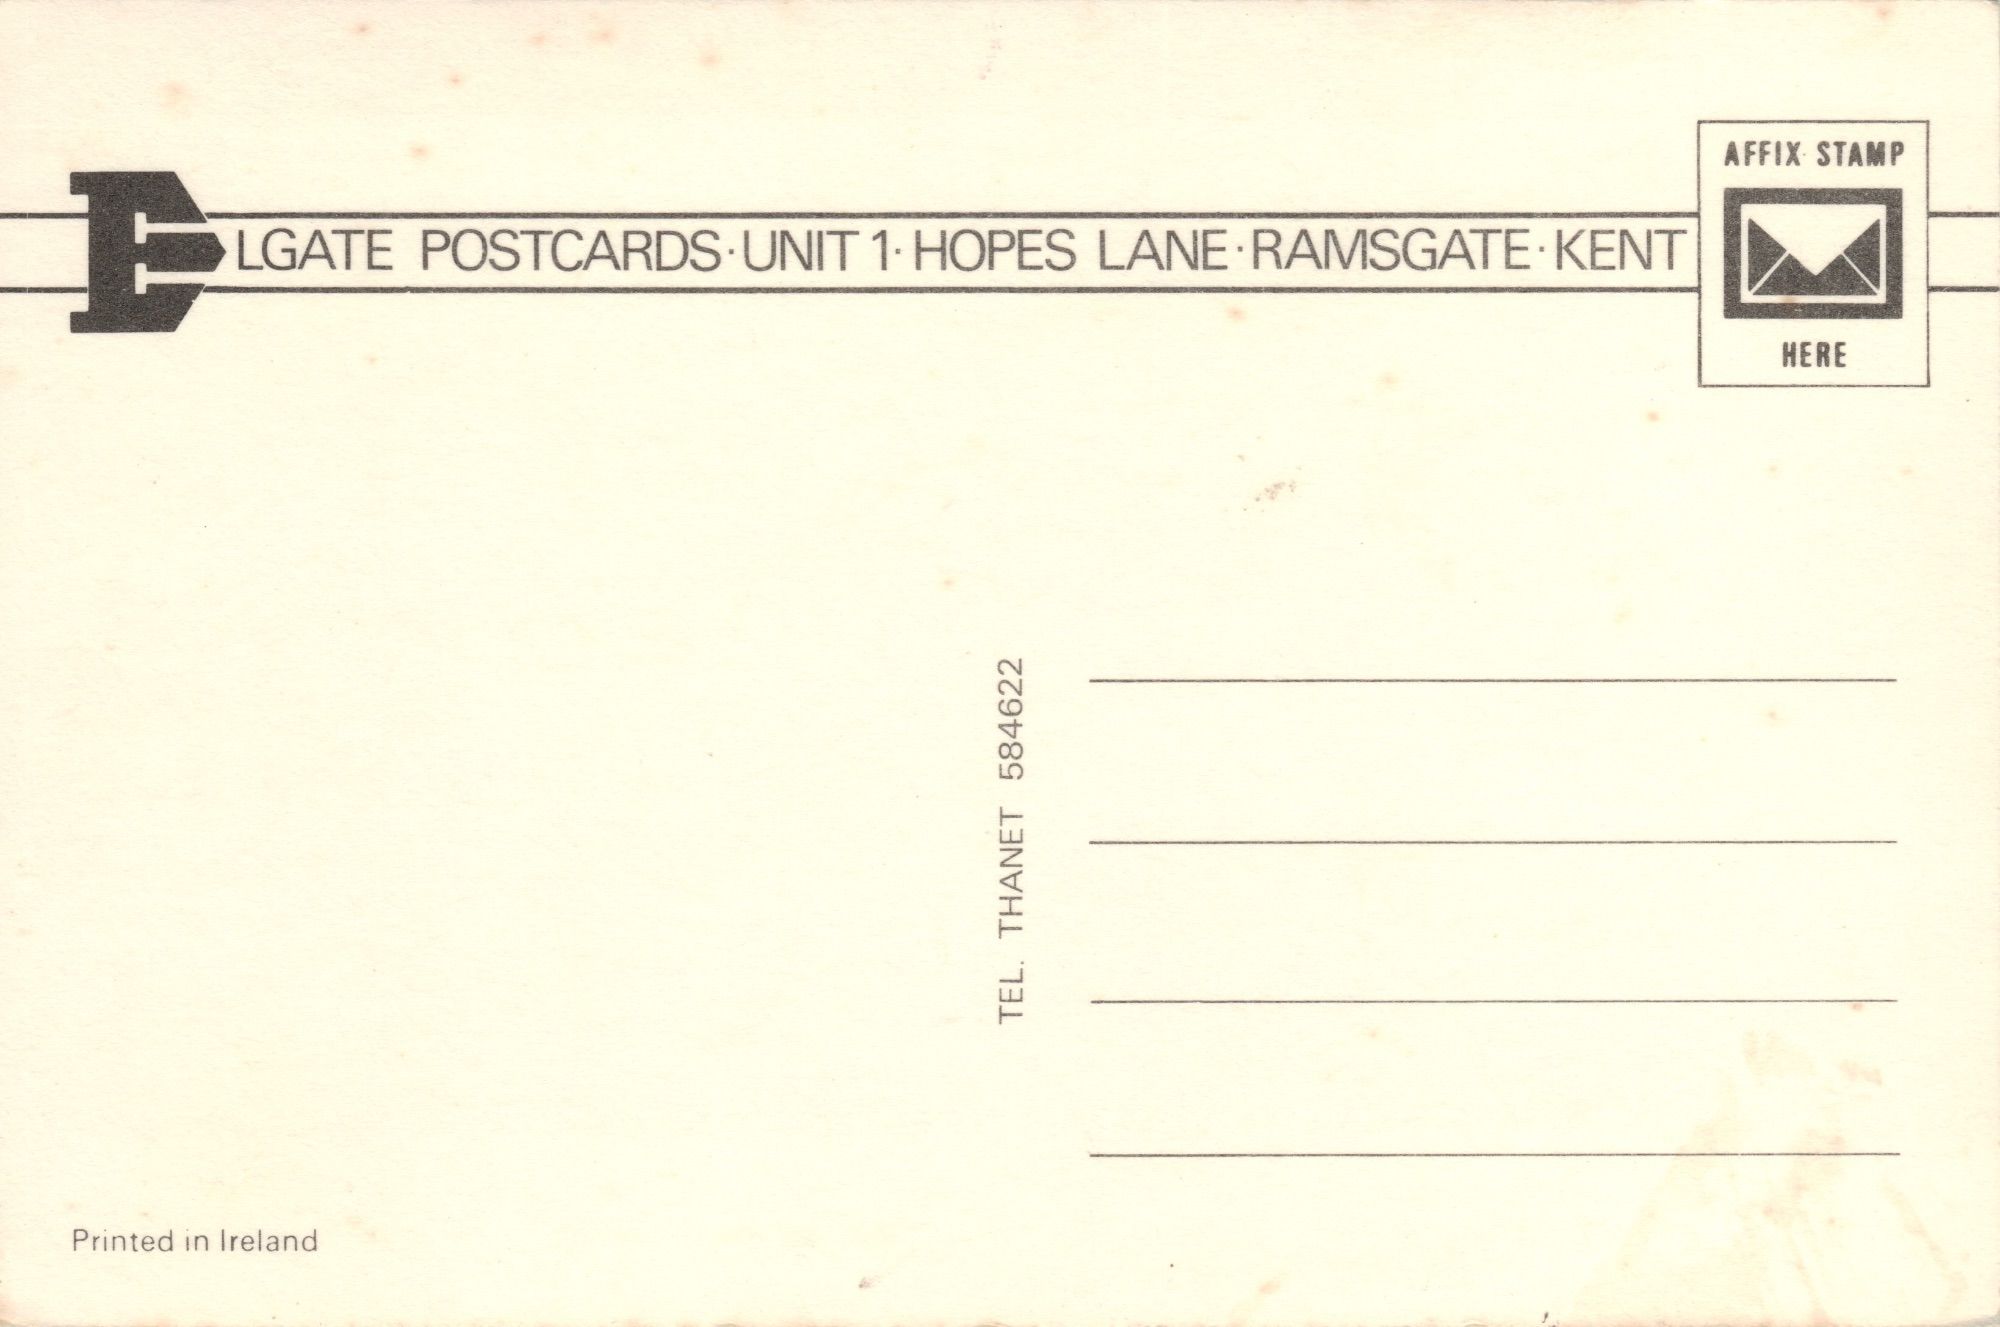 ELGATE POSTCARDS · UNIT 1 · HOPES LANE · RAMSGATE · KENT
AFFIX STAMP
HERE
TEL. THANET 584622
Printed in Ireland